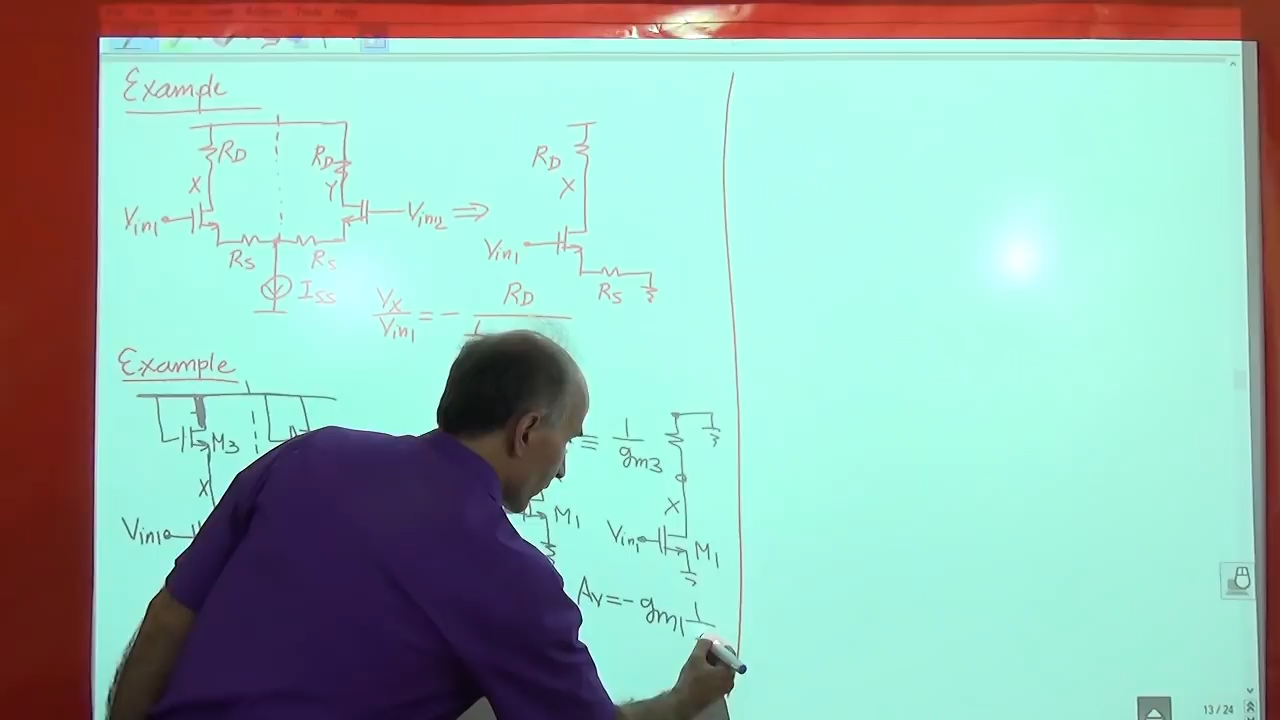 Example
RD
RD
RD
X
Y
X
Vin1
Vin2
⇒
Vin1
RS
RS
RS
ISS
VX
Vin1
= -
RD
1
Example
M3
≡
1
gm3
X
X
Vin1
M1
Vin1
M1
Av = - gm1 1
13 / 24